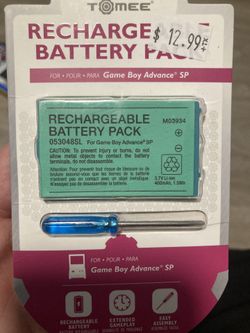 TOMEE
RECHARGEABLE
BATTERY PACK
$ 12.99
FOR • POUR • PARA Game Boy Advance® SP
RECHARGEABLE M03934
BATTERY PACK
053048SL For Game Boy Advance® SP
CAUTION: To prevent injury or burns, do not
allow metal objects to contact the battery
terminals. do not disassemble.
3.7V Li-ion
FOR • POUR • PARA
Game Boy Advance® SP
RECHARGEABLE
BATTERY
EXTENDED
GAMEPLAY
EASY
ASSEMBLY